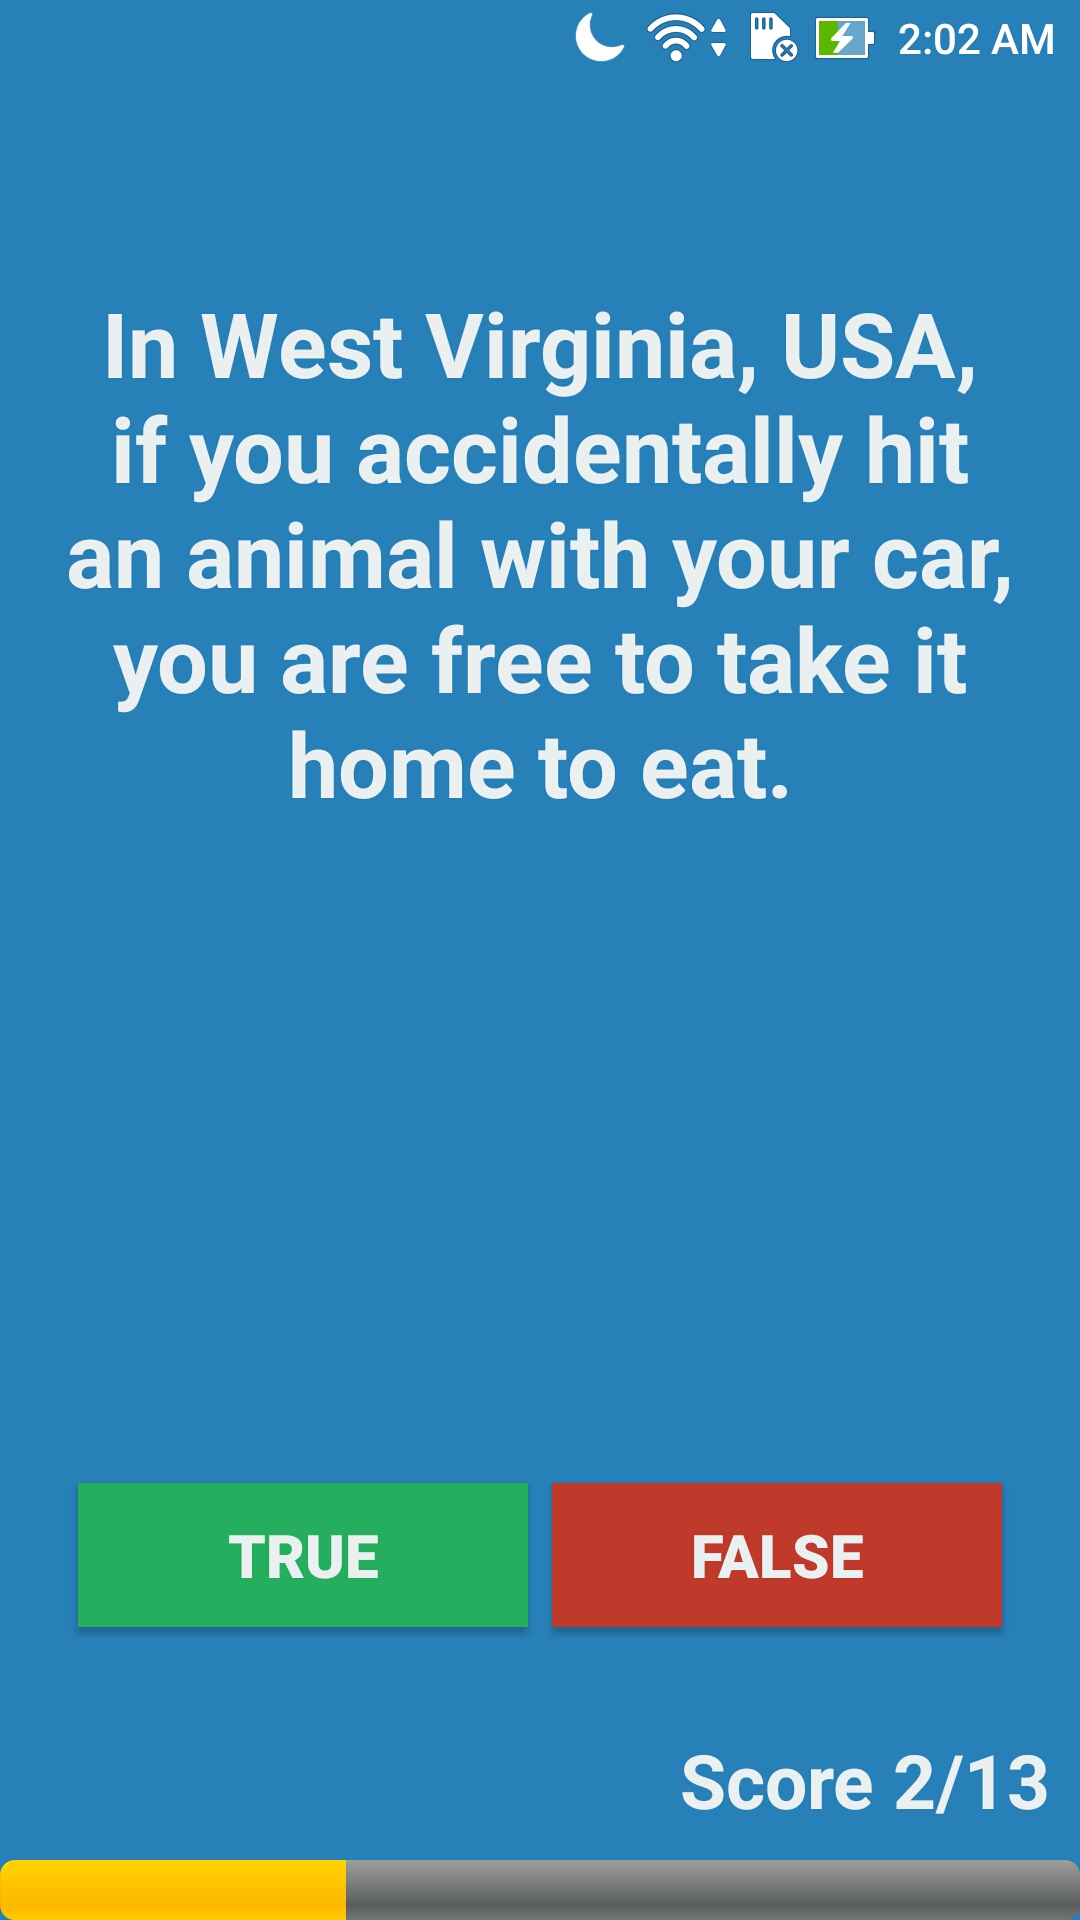 2:02 AM
In West Virginia, USA,
if you accidentally hit
an animal with your car,
you are free to take it
home to eat.
TRUE
FALSE
Score 2/13